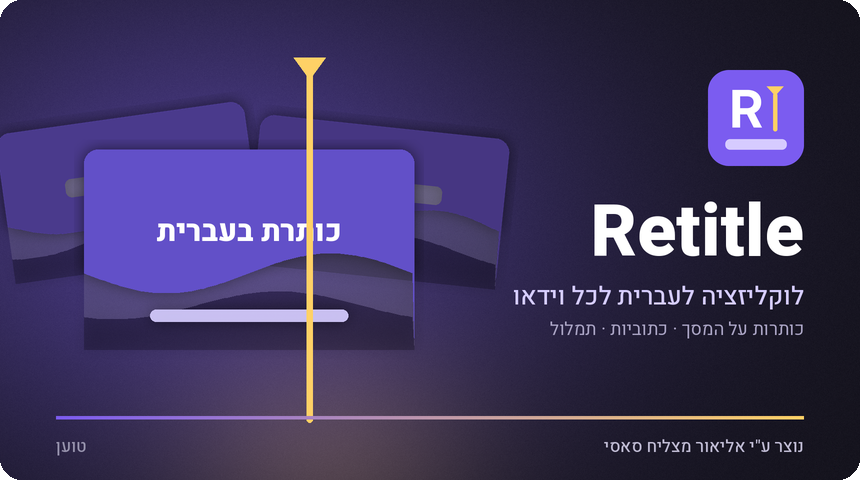 R
Retitle
לוקליזציה לעברית לכל וידאו
כותרות על המסך · כתוביות · תמלול
כותרת בעברית
נוצר ע"י אליאור מצליח סאסי
טוען